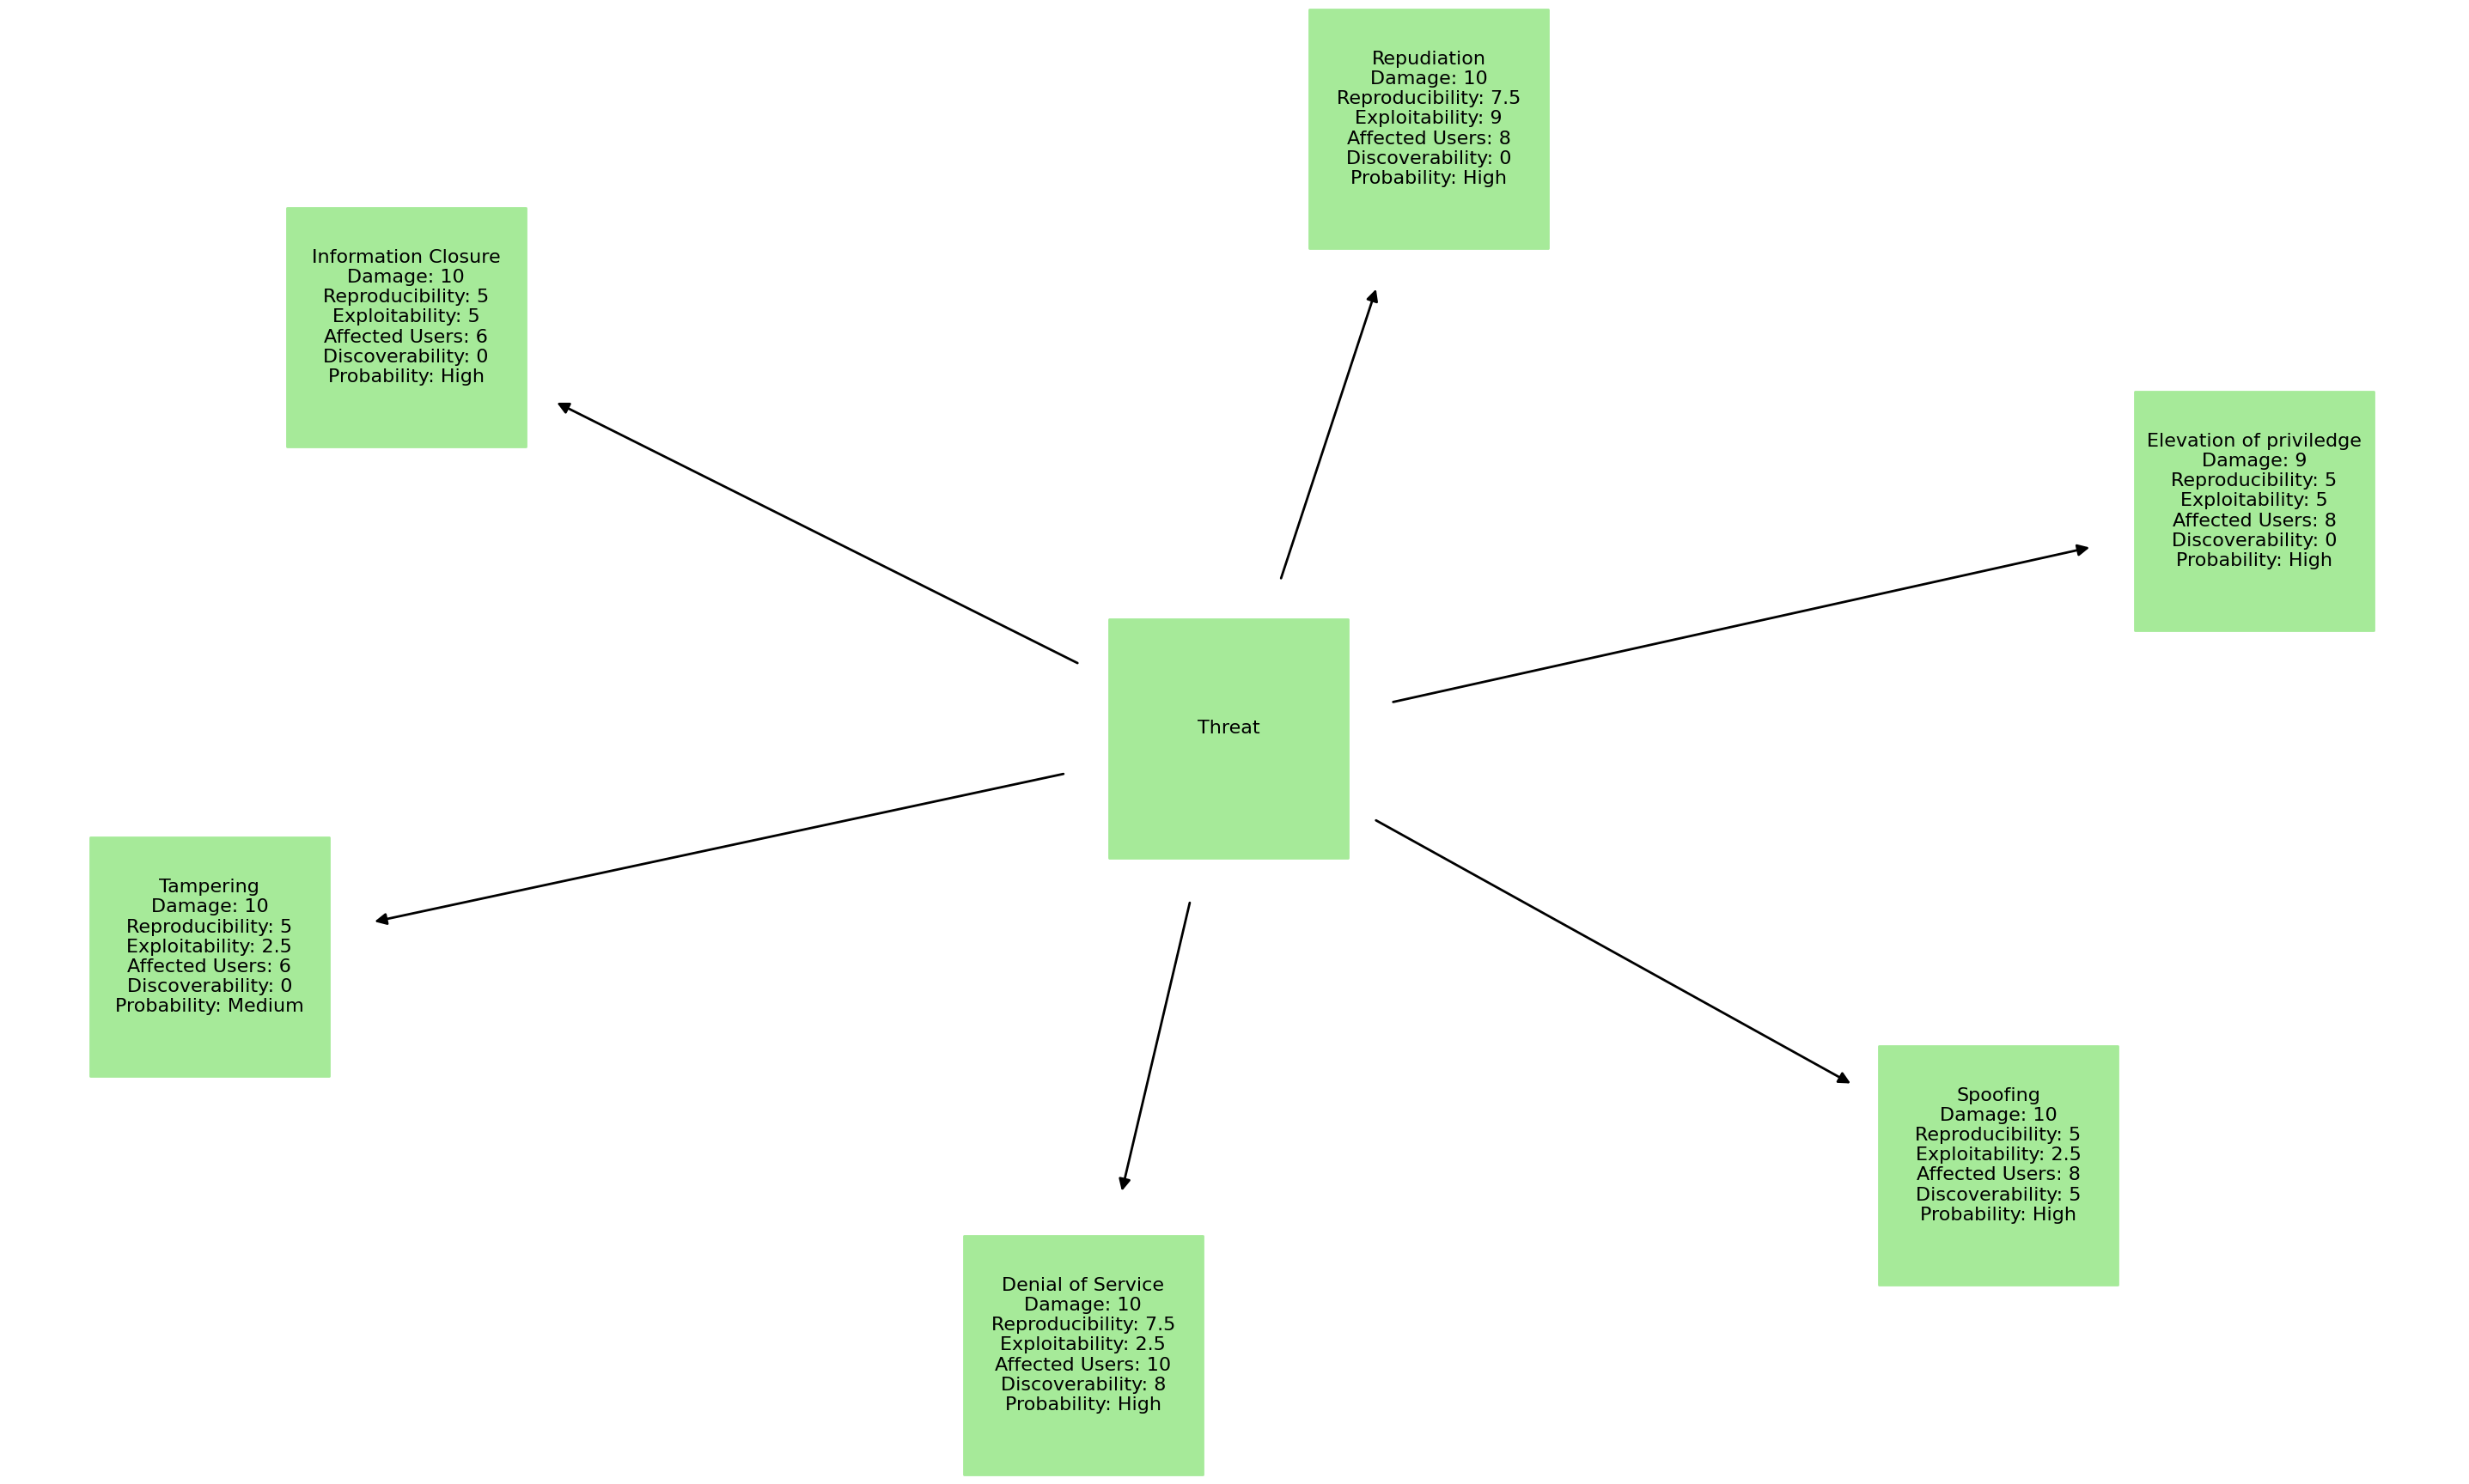 Repudiation
Damage: 10
Reproducibility: 7.5
Exploitability: 9
Affected Users: 8
Discoverability: 0
Probability: High
Information Closure
Damage: 10
Reproducibility: 5
Exploitability: 5
Affected Users: 6
Discoverability: 0
Probability: High
Elevation of priviledge
Damage: 9
Reproducibility: 5
Exploitability: 5
Affected Users: 8
Discoverability: 0
Probability: High
Threat
Tampering
Damage: 10
Reproducibility: 5
Exploitability: 2.5
Affected Users: 6
Discoverability: 0
Probability: Medium
Spoofing
Damage: 10
Reproducibility: 5
Exploitability: 2.5
Affected Users: 8
Discoverability: 5
Probability: High
Denial of Service
Damage: 10
Reproducibility: 7.5
Exploitability: 2.5
Affected Users: 10
Discoverability: 8
Probability: High